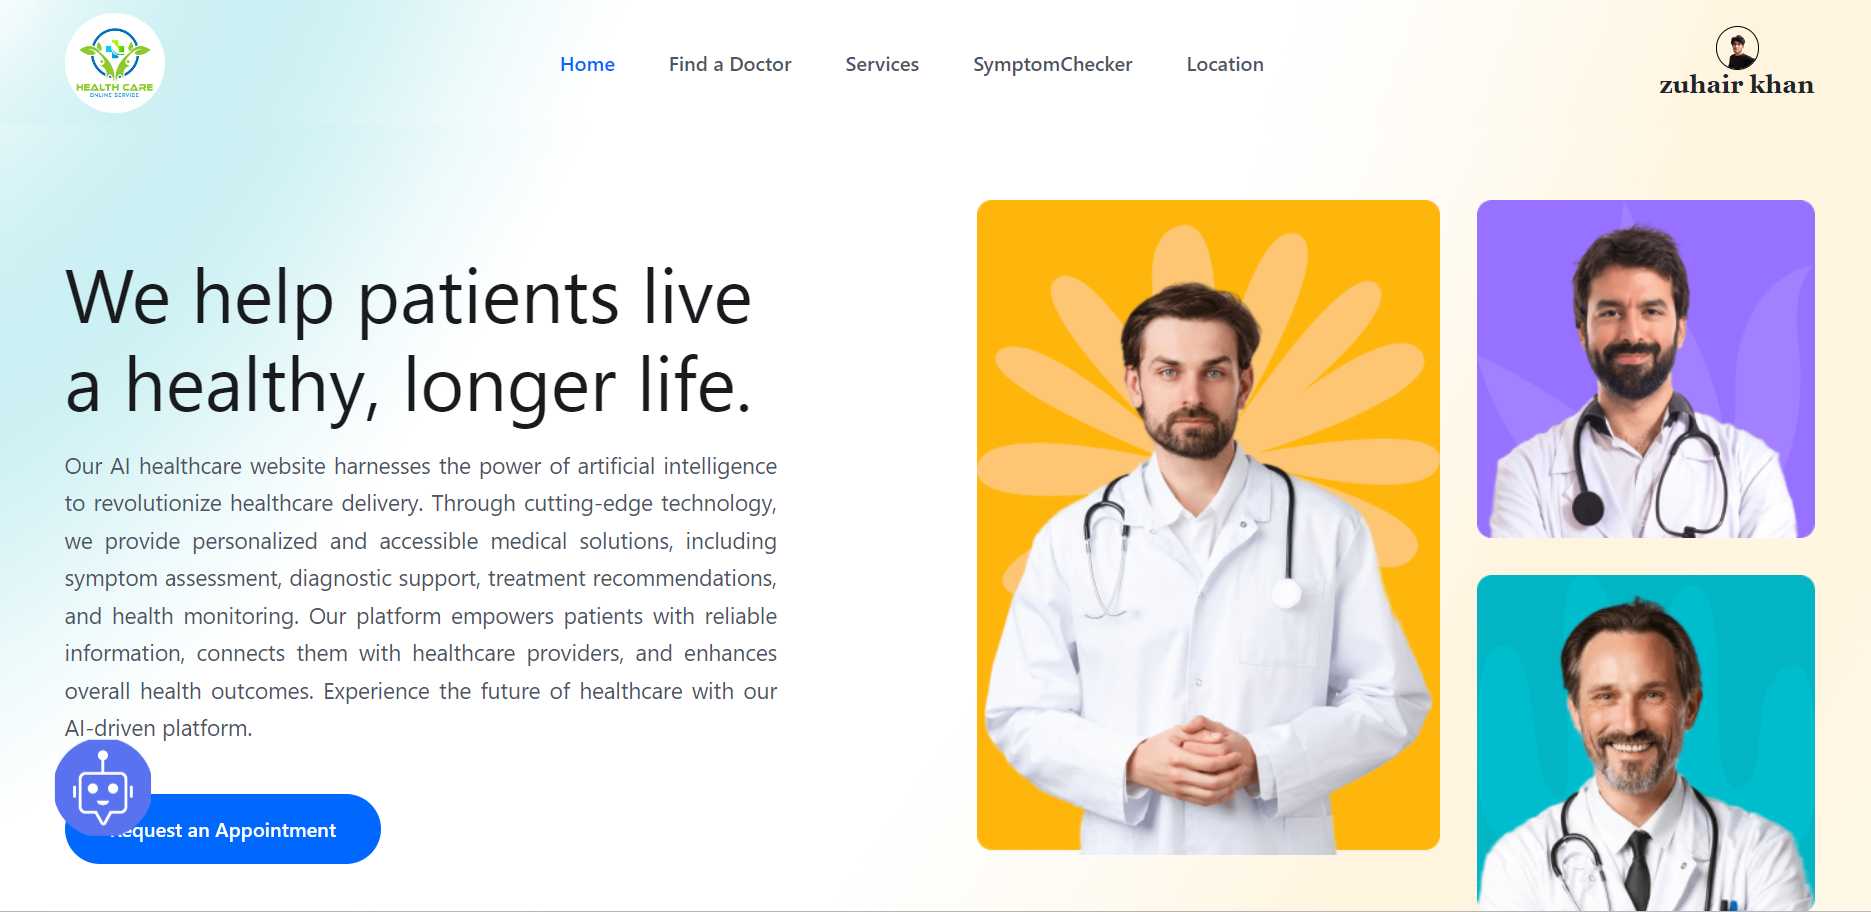 HEALTH CARE
ONLINE SERVICE
Home
Find a Doctor
Services
SymptomChecker
Location
zuhair khan
We help patients live
a healthy, longer life.
Our AI healthcare website harnesses the power of artificial intelligence
to revolutionize healthcare delivery. Through cutting-edge technology,
we provide personalized and accessible medical solutions, including
symptom assessment, diagnostic support, treatment recommendations,
and health monitoring. Our platform empowers patients with reliable
information, connects them with healthcare providers, and enhances
overall health outcomes. Experience the future of healthcare with our
AI-driven platform.
Request an Appointment